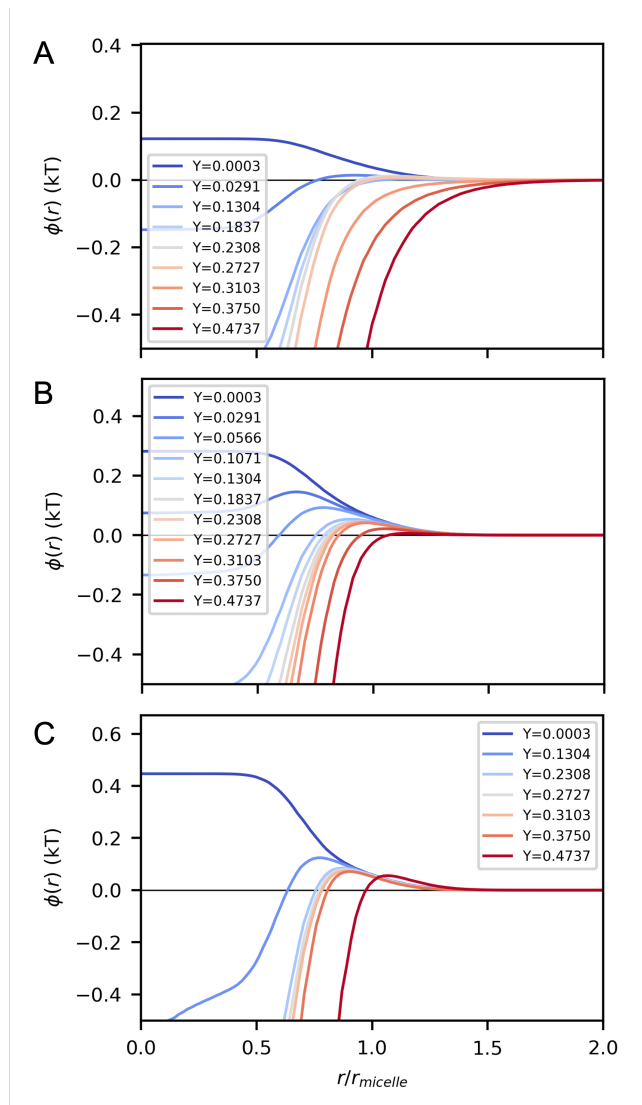 A
0.4
0.2
0.0
−0.2
−0.4
ϕ(r) (kT)
Y=0.0003
Y=0.0291
Y=0.1304
Y=0.1837
Y=0.2308
Y=0.2727
Y=0.3103
Y=0.3750
Y=0.4737
B
0.4
0.2
0.0
−0.2
−0.4
ϕ(r) (kT)
Y=0.0003
Y=0.0291
Y=0.0566
Y=0.1071
Y=0.1304
Y=0.1837
Y=0.2308
Y=0.2727
Y=0.3103
Y=0.3750
Y=0.4737
C
0.6
0.4
0.2
0.0
−0.2
−0.4
ϕ(r) (kT)
Y=0.0003
Y=0.1304
Y=0.2308
Y=0.2727
Y=0.3103
Y=0.3750
Y=0.4737
0.0 0.5 1.0 1.5 2.0
r/r_micelle